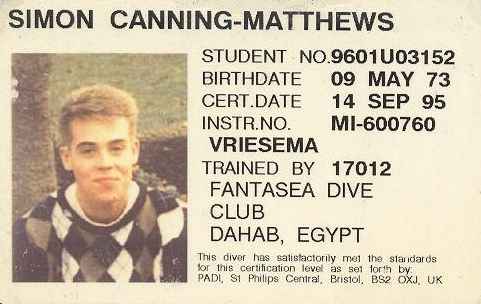 SIMON CANNING-MATTHEWS
STUDENT NO.9601U03152
BIRTHDATE 09 MAY 73
CERT.DATE 14 SEP 95
INSTR.NO. MI-600760
VRIESEMA
TRAINED BY 17012
FANTASEA DIVE
CLUB
DAHAB, EGYPT
This diver has satisfactorily met the standards
for this certification level as set forth by:
PADI, St Philips Central, Bristol, BS2 OXJ, UK